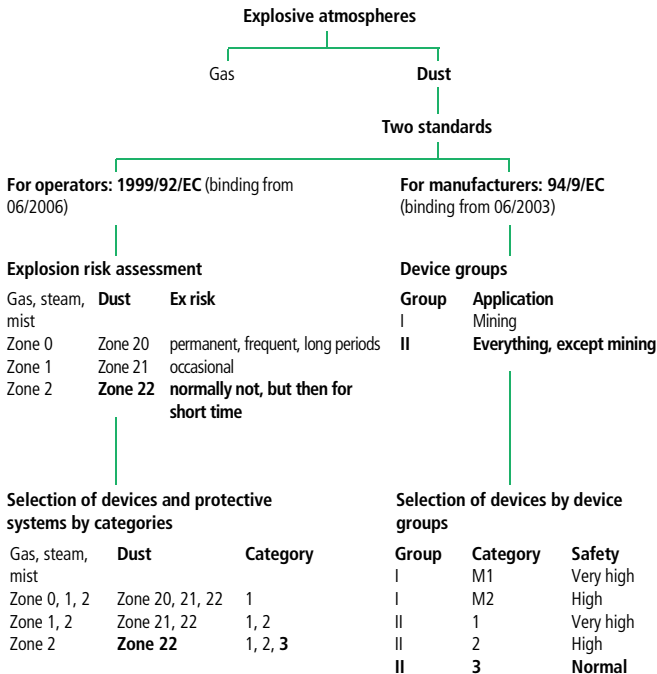 Explosive atmospheres
Gas Dust
Two standards
For operators: 1999/92/EC (binding from
06/2006)
For manufacturers: 94/9/EC
(binding from 06/2003)
Explosion risk assessment
Gas, steam, Dust Ex risk
mist
Zone 0 Zone 20 permanent, frequent, long periods
Zone 1 Zone 21 occasional
Zone 2 Zone 22 normally not, but then for
short time
Device groups
Group Application
I Mining
II Everything, except mining
Selection of devices and protective
systems by categories
Gas, steam, Dust Category
mist
Zone 0, 1, 2 Zone 20, 21, 22 1
Zone 1, 2 Zone 21, 22 1, 2
Zone 2 Zone 22 1, 2, 3
Selection of devices by device
groups
Group Category Safety
I M1 Very high
I M2 High
II 1 Very high
II 2 High
II 3 Normal